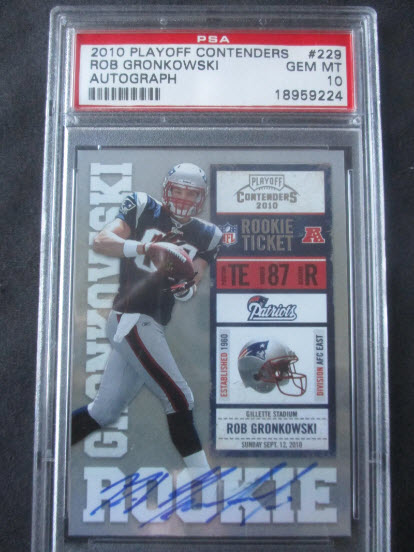 PSA
2010 PLAYOFF CONTENDERS #229
ROB GRONKOWSKI GEM MT
AUTOGRAPH 10
18959224
GRONKOWSKI
PLAYOFF
CONTENDERS
2010
NFL
ROOKIE
TICKET
A
TE 87 R
Patriots
ESTABLISHED 1960
DIVISION AFC EAST
GILLETTE STADIUM
ROB GRONKOWSKI
SUNDAY SEPT. 12, 2010
ROOKIE